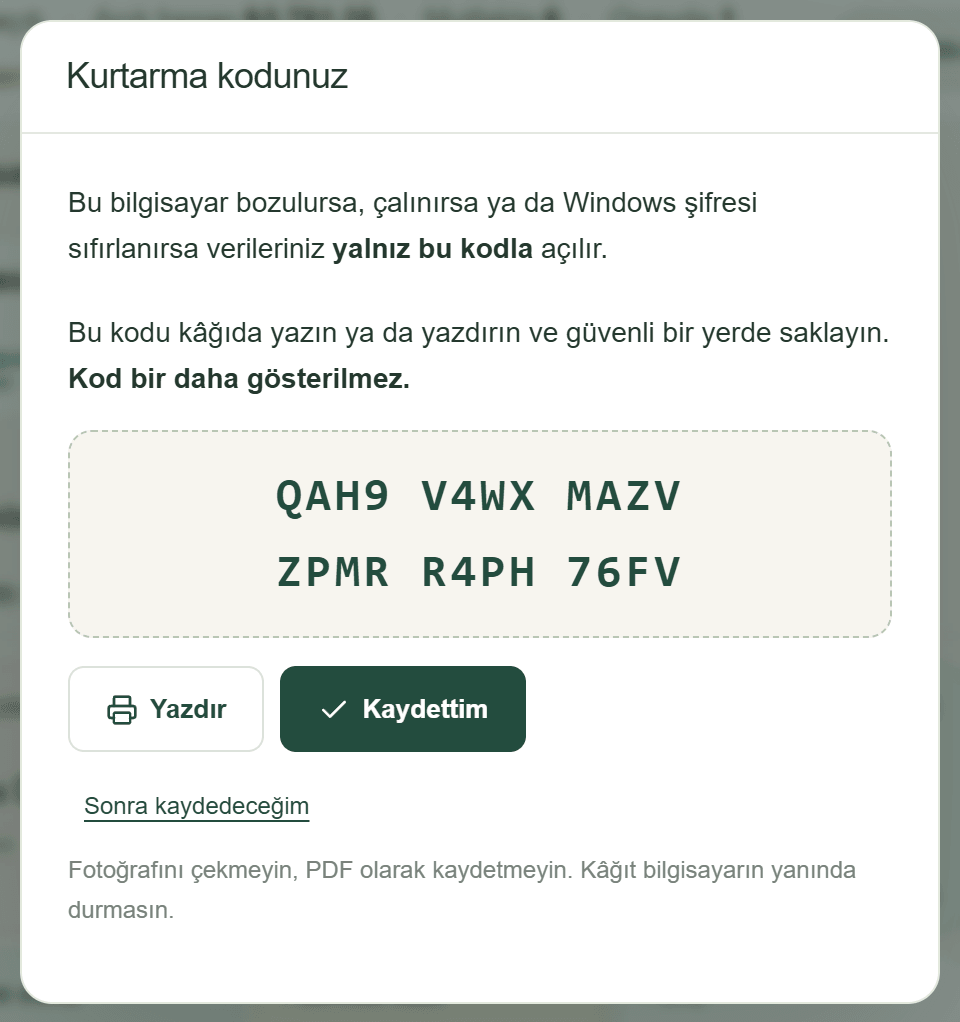 Kurtarma kodunuz
Bu bilgisayar bozulursa, çalınırsa ya da Windows şifresi
sıfırlanırsa verileriniz yalnız bu kodla açılır.
Bu kodu kâğıda yazın ya da yazdırın ve güvenli bir yerde saklayın.
Kod bir daha gösterilmez.
QAH9 V4WX MAZV
ZPMR R4PH 76FV
Yazdır
Kaydettim
Sonra kaydedeceğim
Fotoğrafını çekmeyin, PDF olarak kaydetmeyin. Kâğıt bilgisayarın yanında
durmasın.